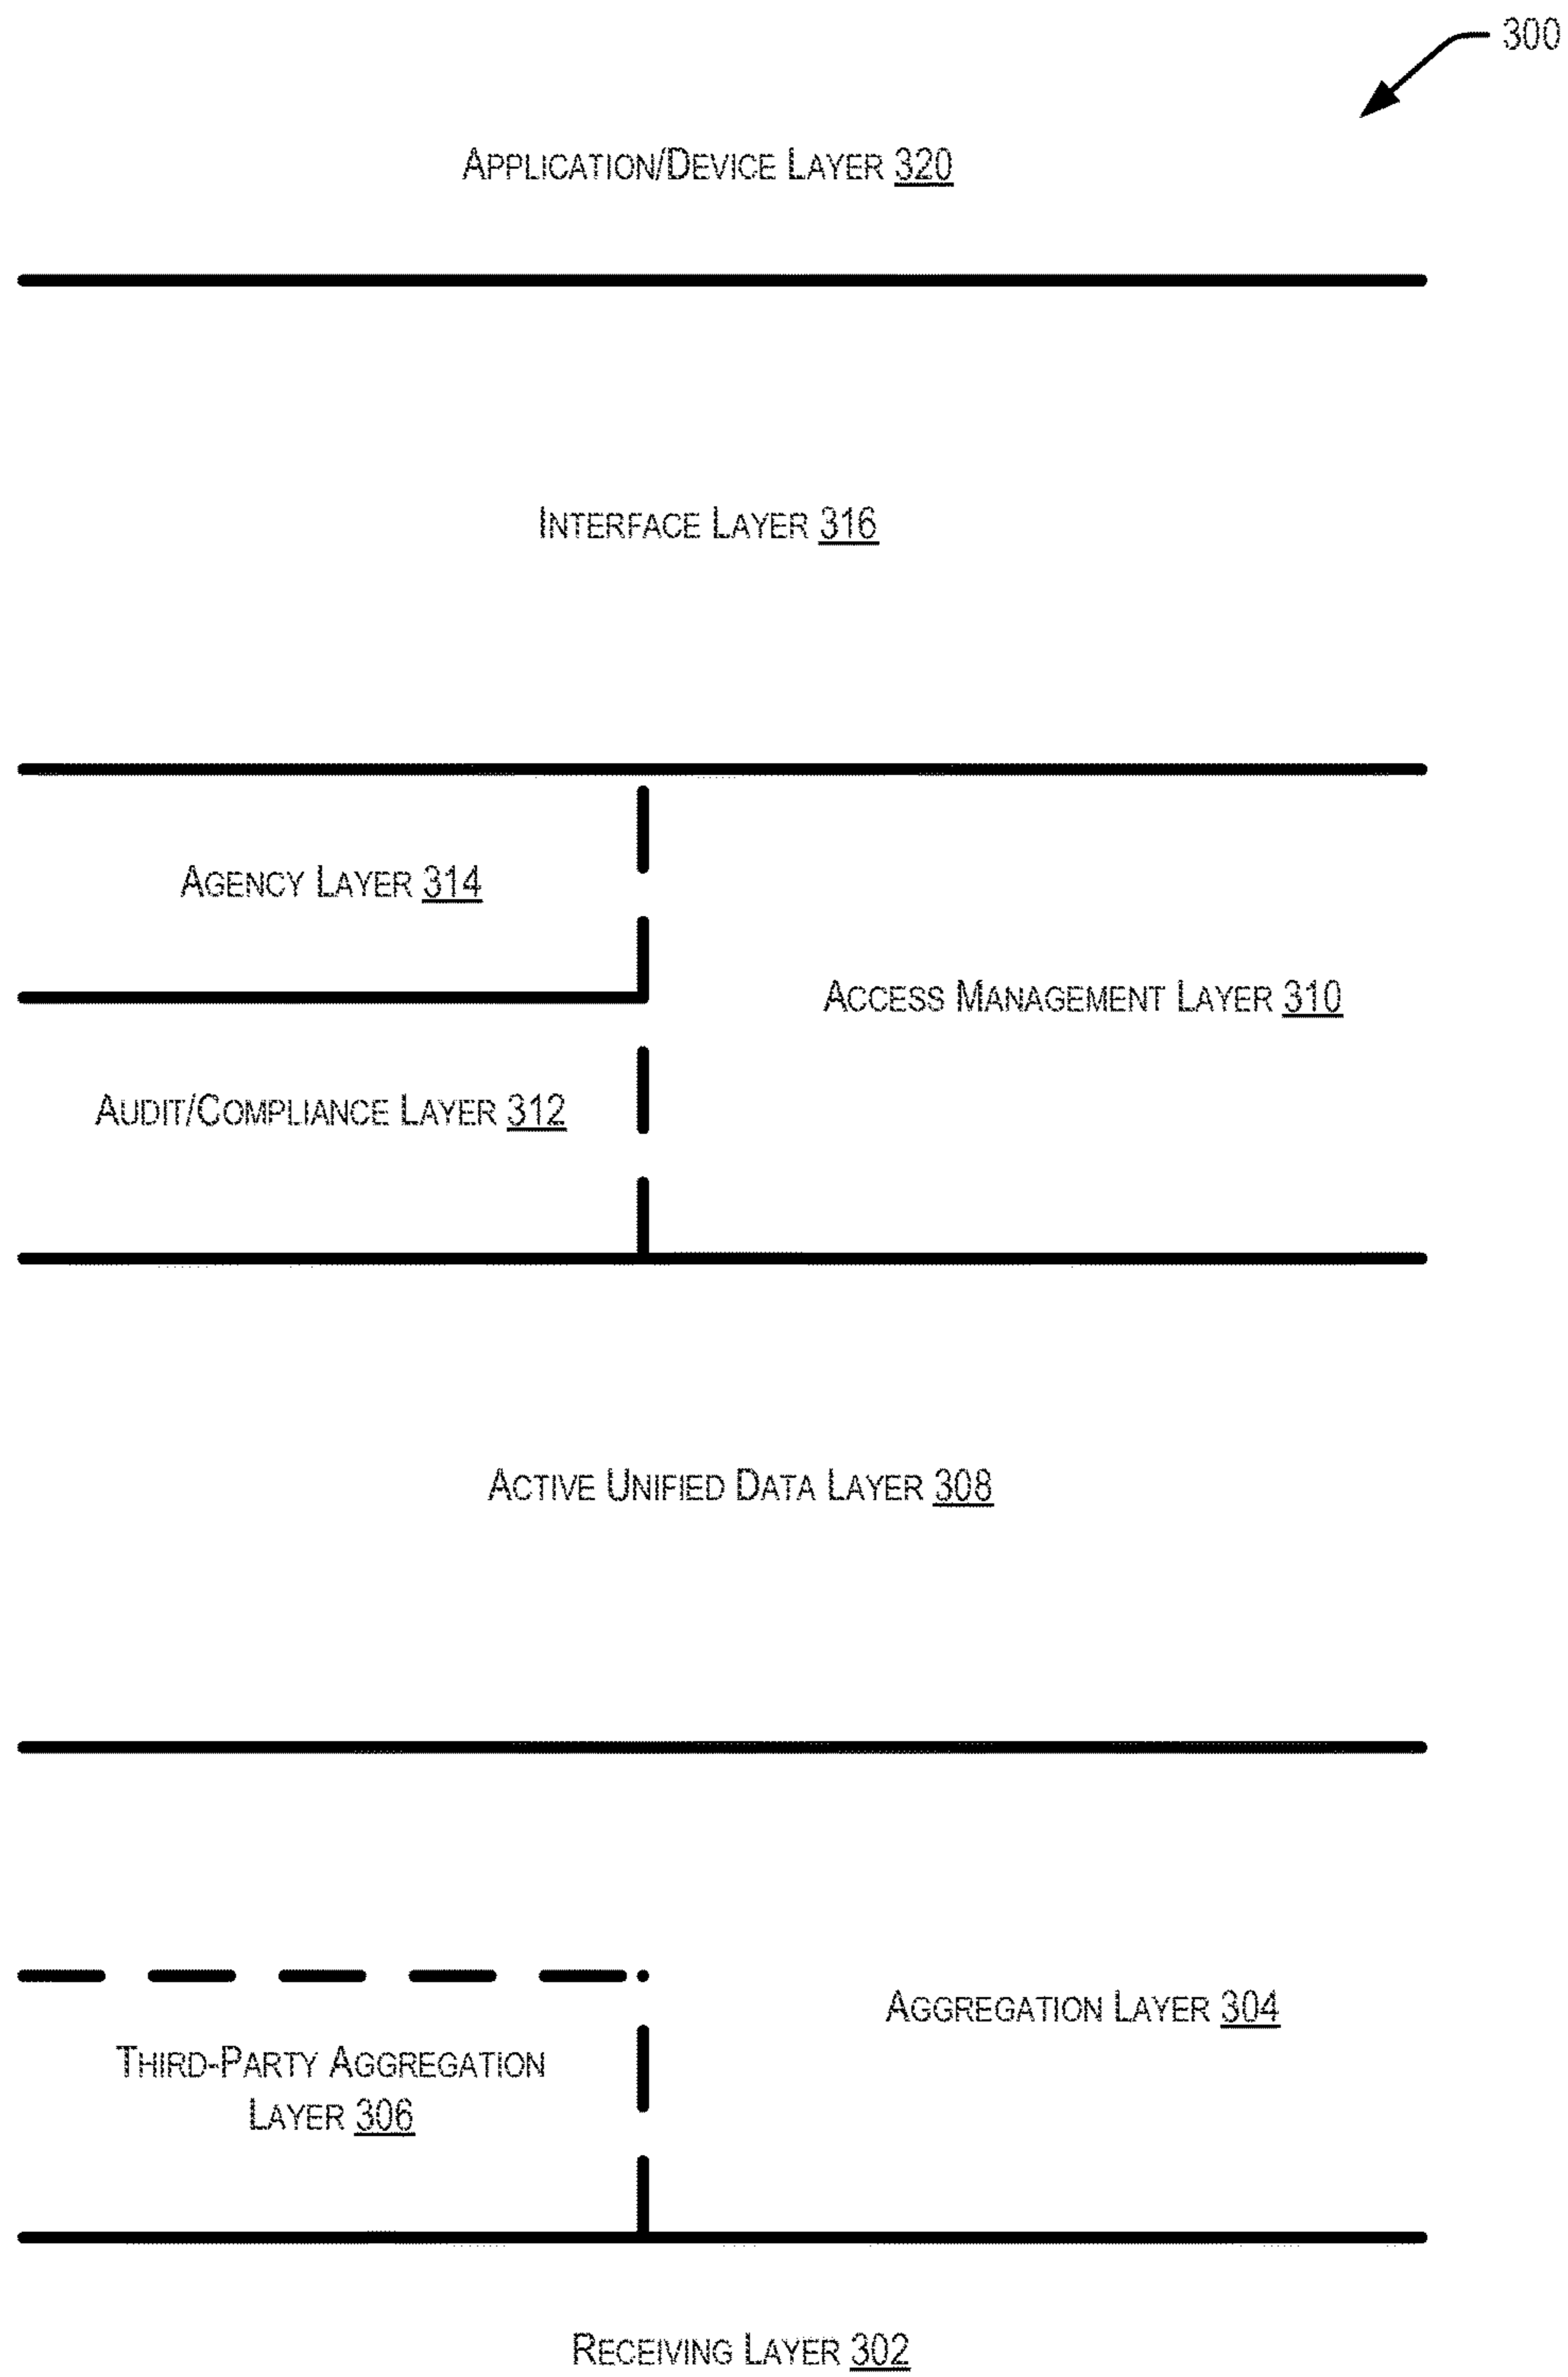 300
APPLICATION/DEVICE LAYER 320
INTERFACE LAYER 316
AGENCY LAYER 314
ACCESS MANAGEMENT LAYER 310
AUDIT/COMPLIANCE LAYER 312
ACTIVE UNIFIED DATA LAYER 308
AGGREGATION LAYER 304
THIRD-PARTY AGGREGATION
LAYER 306
RECEIVING LAYER 302